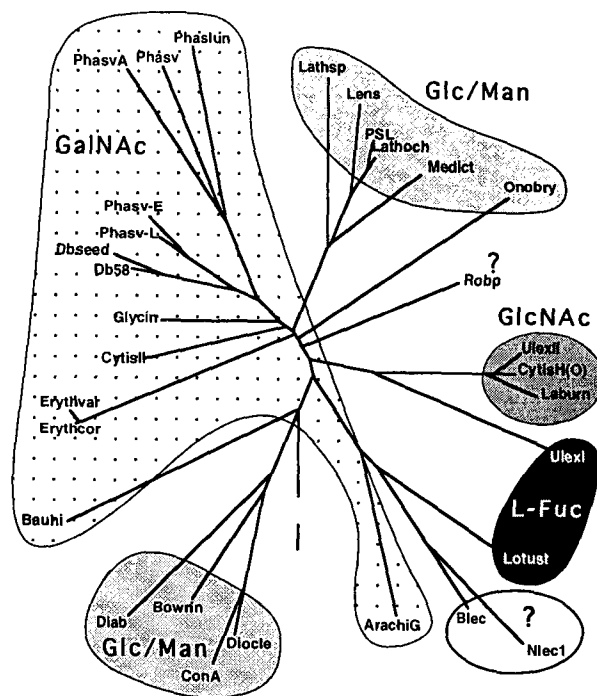 Phaslun
Phasv
PhasvA
GalNAc
Phasv-E
Phasv-L
Dbseed
Db58
Glycin
CytisII
Erythvar
Erythcor
Bauhi
Lathsp
Lens
PSL
Lathoch
Medict
Glc/Man
Onobry
?
Robp
GlcNAc
UlexII
CytisH(O)
Laburn
UlexI
L-Fuc
Lotust
?
Blec
Nlec1
ArachiG
Diab
Bowrin
Glc/Man
Diocle
ConA